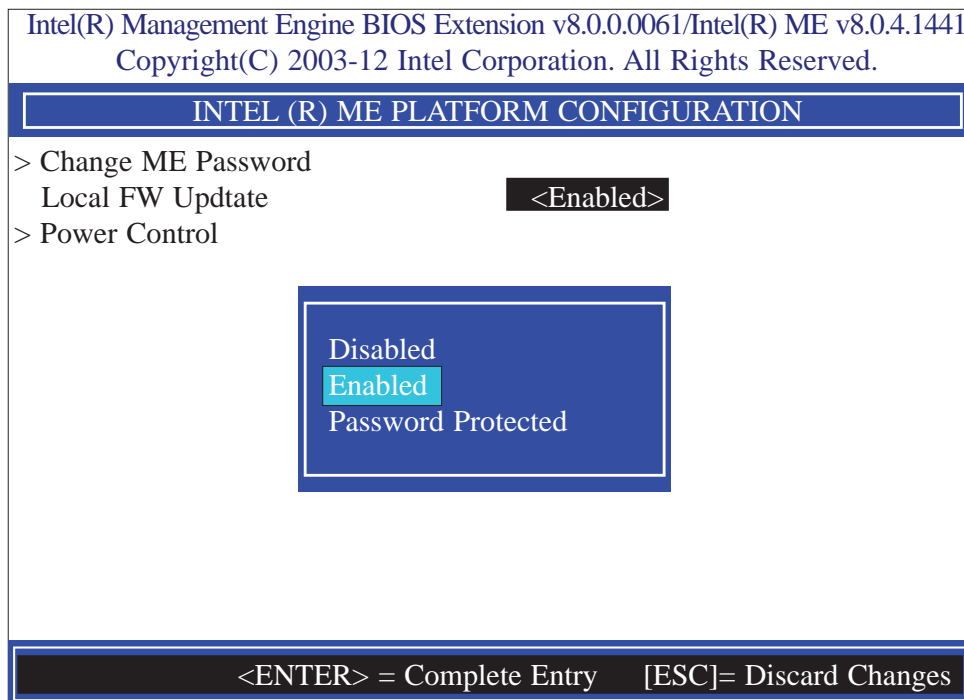 Intel(R) Management Engine BIOS Extension v8.0.0.0061/Intel(R) ME v8.0.4.1441
Copyright(C) 2003-12 Intel Corporation. All Rights Reserved.
INTEL (R) ME PLATFORM CONFIGURATION
> Change ME Password
Local FW Updtate <Enabled>
> Power Control
Disabled
Enabled
Password Protected
<ENTER> = Complete Entry [ESC]= Discard Changes